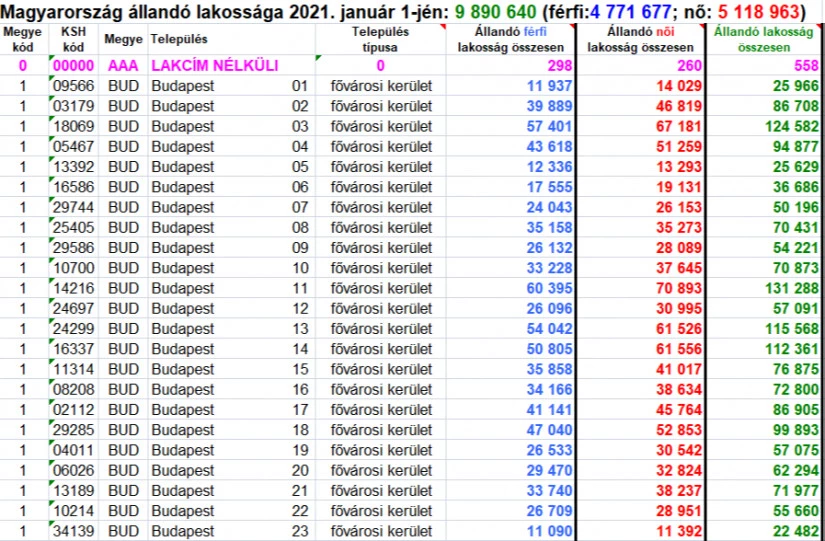 Magyarország állandó lakossága 2021. január 1-jén: 9 890 640 (férfi:4 771 677; nő: 5 118 963)
Megye kód KSH kód Megye Település Település típusa Állandó férfi lakosság összesen Állandó női lakosság összesen Állandó lakosság összesen
0 00000 AAA LAKCÍM NÉLKÜLI 0 298 260 558
1 09566 BUD Budapest 01 fővárosi kerület 11 937 14 029 25 966
1 03179 BUD Budapest 02 fővárosi kerület 39 889 46 819 86 708
1 18069 BUD Budapest 03 fővárosi kerület 57 401 67 181 124 582
1 05467 BUD Budapest 04 fővárosi kerület 43 618 51 259 94 877
1 13392 BUD Budapest 05 fővárosi kerület 12 336 13 293 25 629
1 16586 BUD Budapest 06 fővárosi kerület 17 555 19 131 36 686
1 29744 BUD Budapest 07 fővárosi kerület 24 043 26 153 50 196
1 25405 BUD Budapest 08 fővárosi kerület 35 158 35 273 70 431
1 29586 BUD Budapest 09 fővárosi kerület 26 132 28 089 54 221
1 10700 BUD Budapest 10 fővárosi kerület 33 228 37 645 70 873
1 14216 BUD Budapest 11 fővárosi kerület 60 395 70 893 131 288
1 24697 BUD Budapest 12 fővárosi kerület 26 096 30 995 57 091
1 24299 BUD Budapest 13 fővárosi kerület 54 042 61 526 115 568
1 16337 BUD Budapest 14 fővárosi kerület 50 805 61 556 112 361
1 11314 BUD Budapest 15 fővárosi kerület 35 858 41 017 76 875
1 08208 BUD Budapest 16 fővárosi kerület 34 166 38 634 72 800
1 02112 BUD Budapest 17 fővárosi kerület 41 141 45 764 86 905
1 29285 BUD Budapest 18 fővárosi kerület 47 040 52 853 99 893
1 04011 BUD Budapest 19 fővárosi kerület 26 533 30 542 57 075
1 06026 BUD Budapest 20 fővárosi kerület 29 470 32 824 62 294
1 13189 BUD Budapest 21 fővárosi kerület 33 740 38 237 71 977
1 10214 BUD Budapest 22 fővárosi kerület 26 709 28 951 55 660
1 34139 BUD Budapest 23 fővárosi kerület 11 090 11 392 22 482